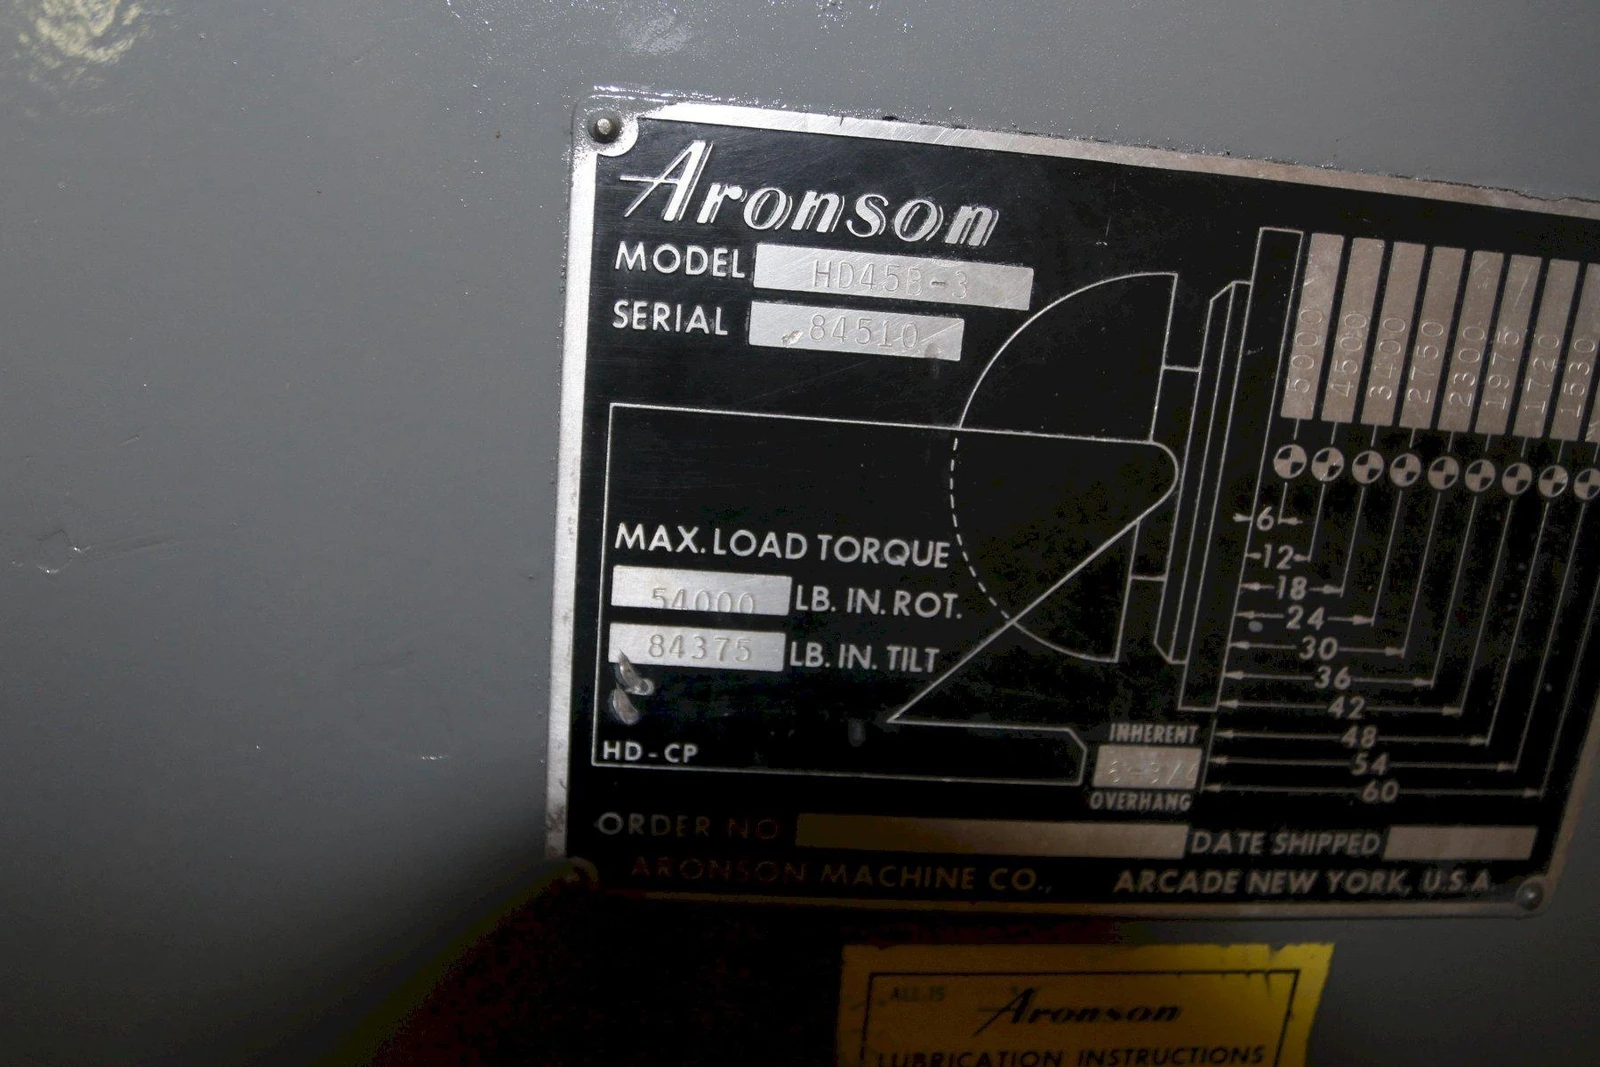 Aronson
MODEL HD45B-3
SERIAL 84510
5000
4500
3400
2750
2300
1975
1720
1530
6
12
18
24
30
36
42
48
54
60
MAX. LOAD TORQUE
54000 LB. IN. ROT.
84375 LB. IN. TILT
HD-CP
INHERENT
OVERHANG
ORDER NO
DATE SHIPPED
ARONSON MACHINE CO., ARCADE NEW YORK, U.S.A.
Aronson
LUBRICATION INSTRUCTIONS